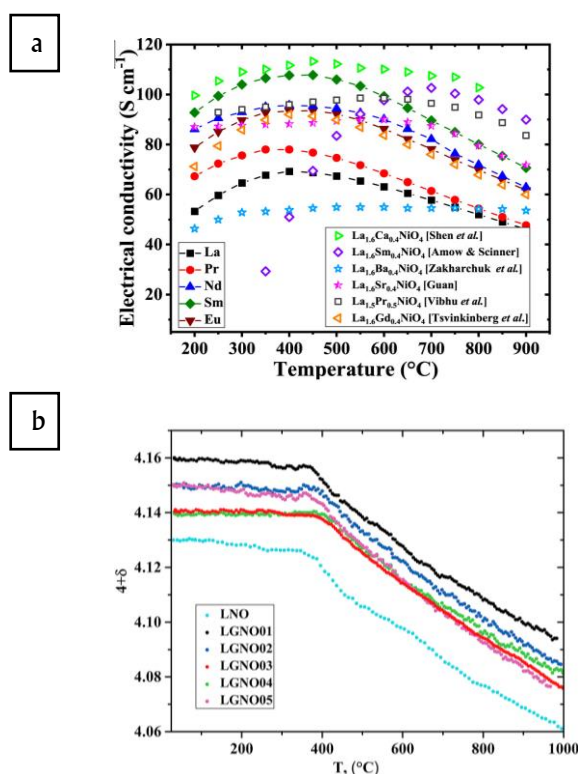 a
Electrical conductivity (S cm⁻¹)
120
100
80
60
40
20
La
Pr
Nd
Sm
Eu
La1.6Ca0.4NiO4 [Shen et al.]
La1.6Sm0.4NiO4 [Amow & Scinner]
La1.6Ba0.4NiO4 [Zakharchuk et al.]
La1.6Sr0.4NiO4 [Guan]
La1.5Pr0.5NiO4 [Vibhu et al.]
La1.6Gd0.4NiO4 [Tsvinkinberg et al.]
200 300 400 500 600 700 800 900
Temperature (°C)
b
4+δ
4.16
4.14
4.12
4.10
4.08
4.06
LNO
LGNO01
LGNO02
LGNO03
LGNO04
LGNO05
200 400 600 800 1000
T, (°C)